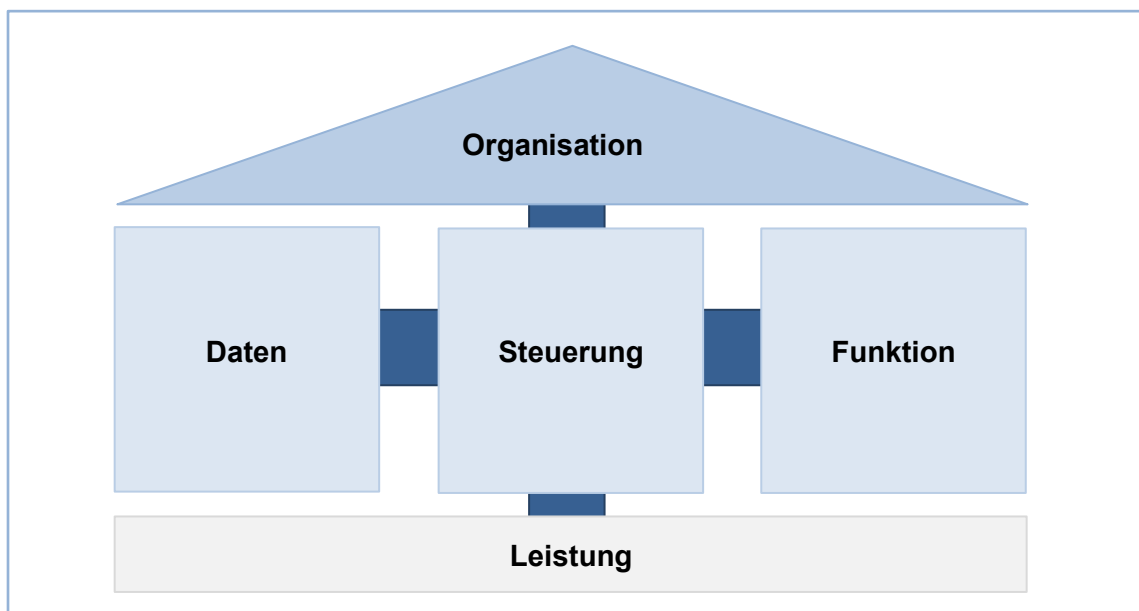 Organisation
Daten
Steuerung
Funktion
Leistung